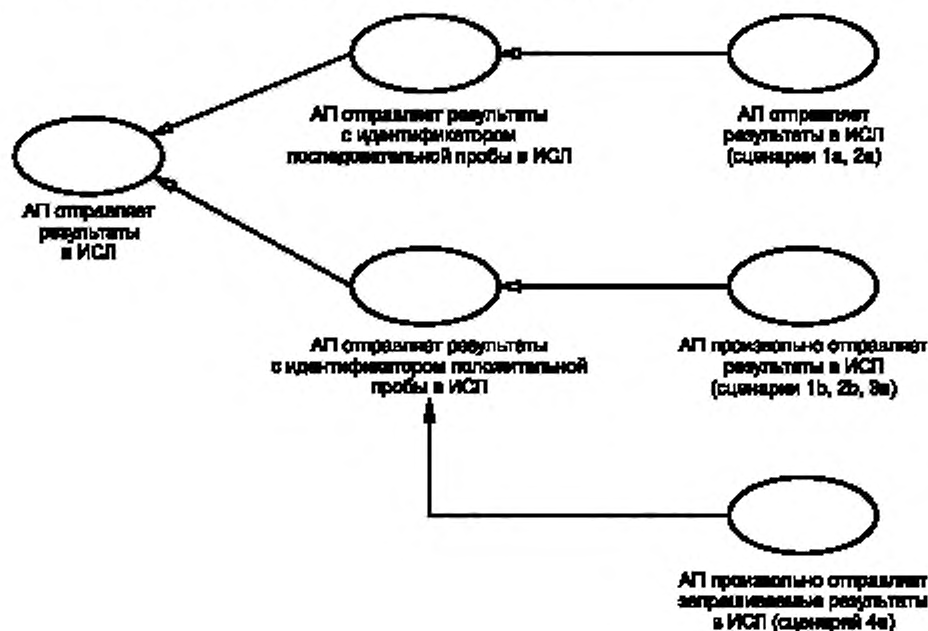 АП отправляет результаты
с идентификатором
последовательной пробы в ИСЛ
АП отправляет
результаты в ИСЛ
(сценарии 1a, 2a)
АП отправляет
результаты
в ИСЛ
АП отправляет результаты
с идентификатором положительной
пробы в ИСЛ
АП произвольно отправляет
результаты в ИСЛ
(сценарии 1b, 2b, 3a)
АП произвольно отправляет
запрашиваемые результаты
в ИСЛ (сценарий 4a)